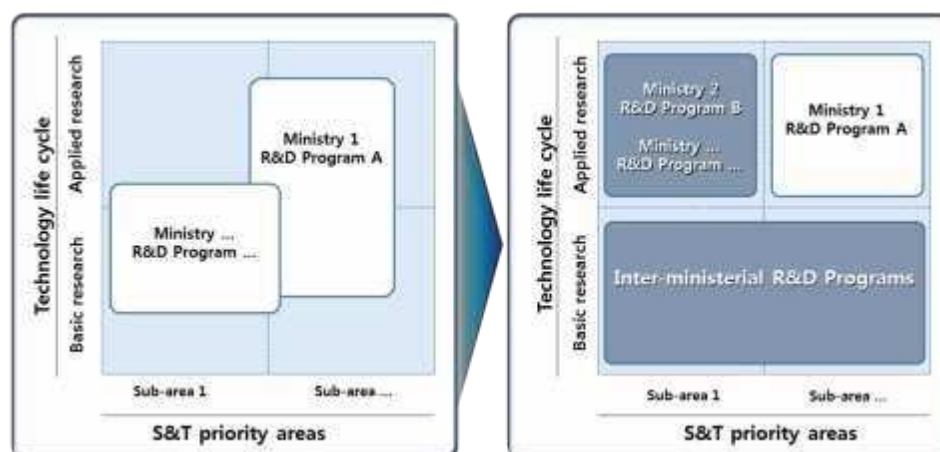 Technology life cycle
Applied research
Basic research
Ministry 1
R&D Program A
Ministry ...
R&D Program ...
Sub-area 1
Sub-area ...
S&T priority areas
Technology life cycle
Applied research
Basic research
Ministry 2
R&D Program B
Ministry ...
R&D Program ...
Ministry 1
R&D Program A
Inter-ministerial R&D Programs
Sub-area 1
Sub-area ...
S&T priority areas